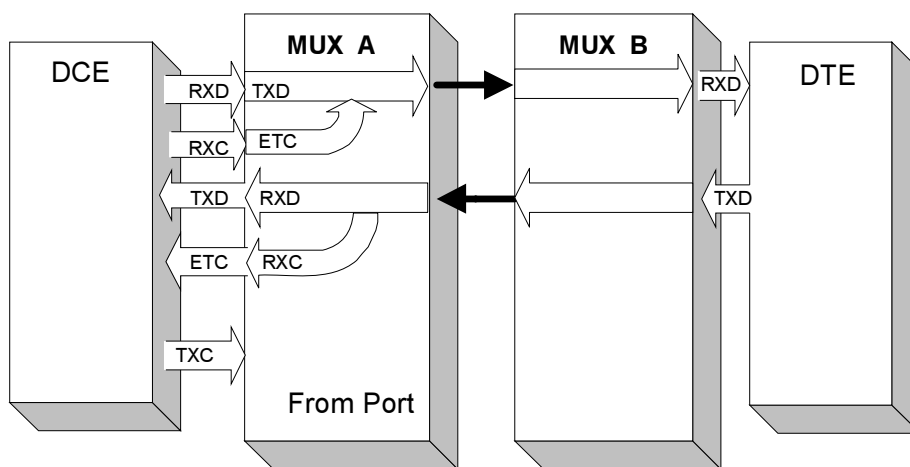 MUX A
MUX B
DCE
DTE
RXD
TXD
RXD
RXC
ETC
TXD
RXD
TXD
ETC
RXC
TXC
From Port